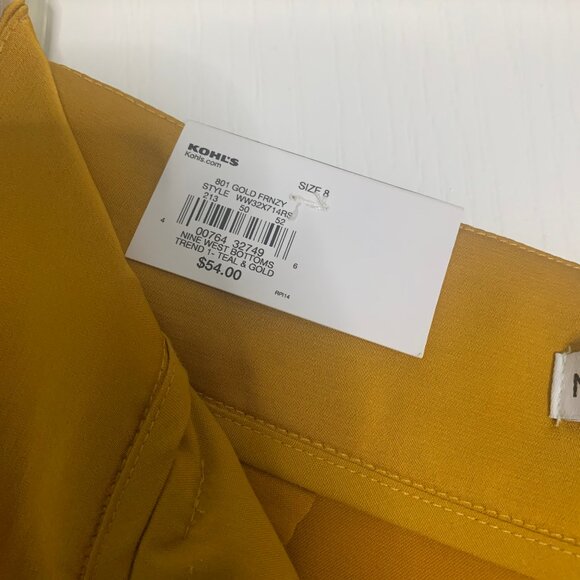 KOHL'S
Kohls.com
SIZE 8
801 GOLD FRNZY
STYLE WW32X714RS
213 50 52
4 00764 32749 6
NINE WEST BOTTOMS
TREND 1- TEAL & GOLD
$54.00
RPI14
N